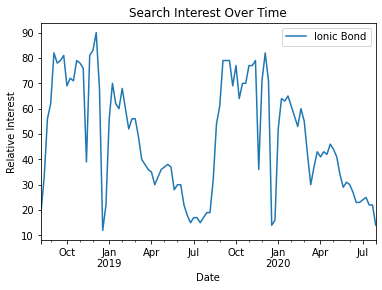 Search Interest Over Time
Ionic Bond
Relative Interest
90
80
70
60
50
40
30
20
10
Oct Jan Apr Jul Oct Jan Apr Jul
2019 2020
Date